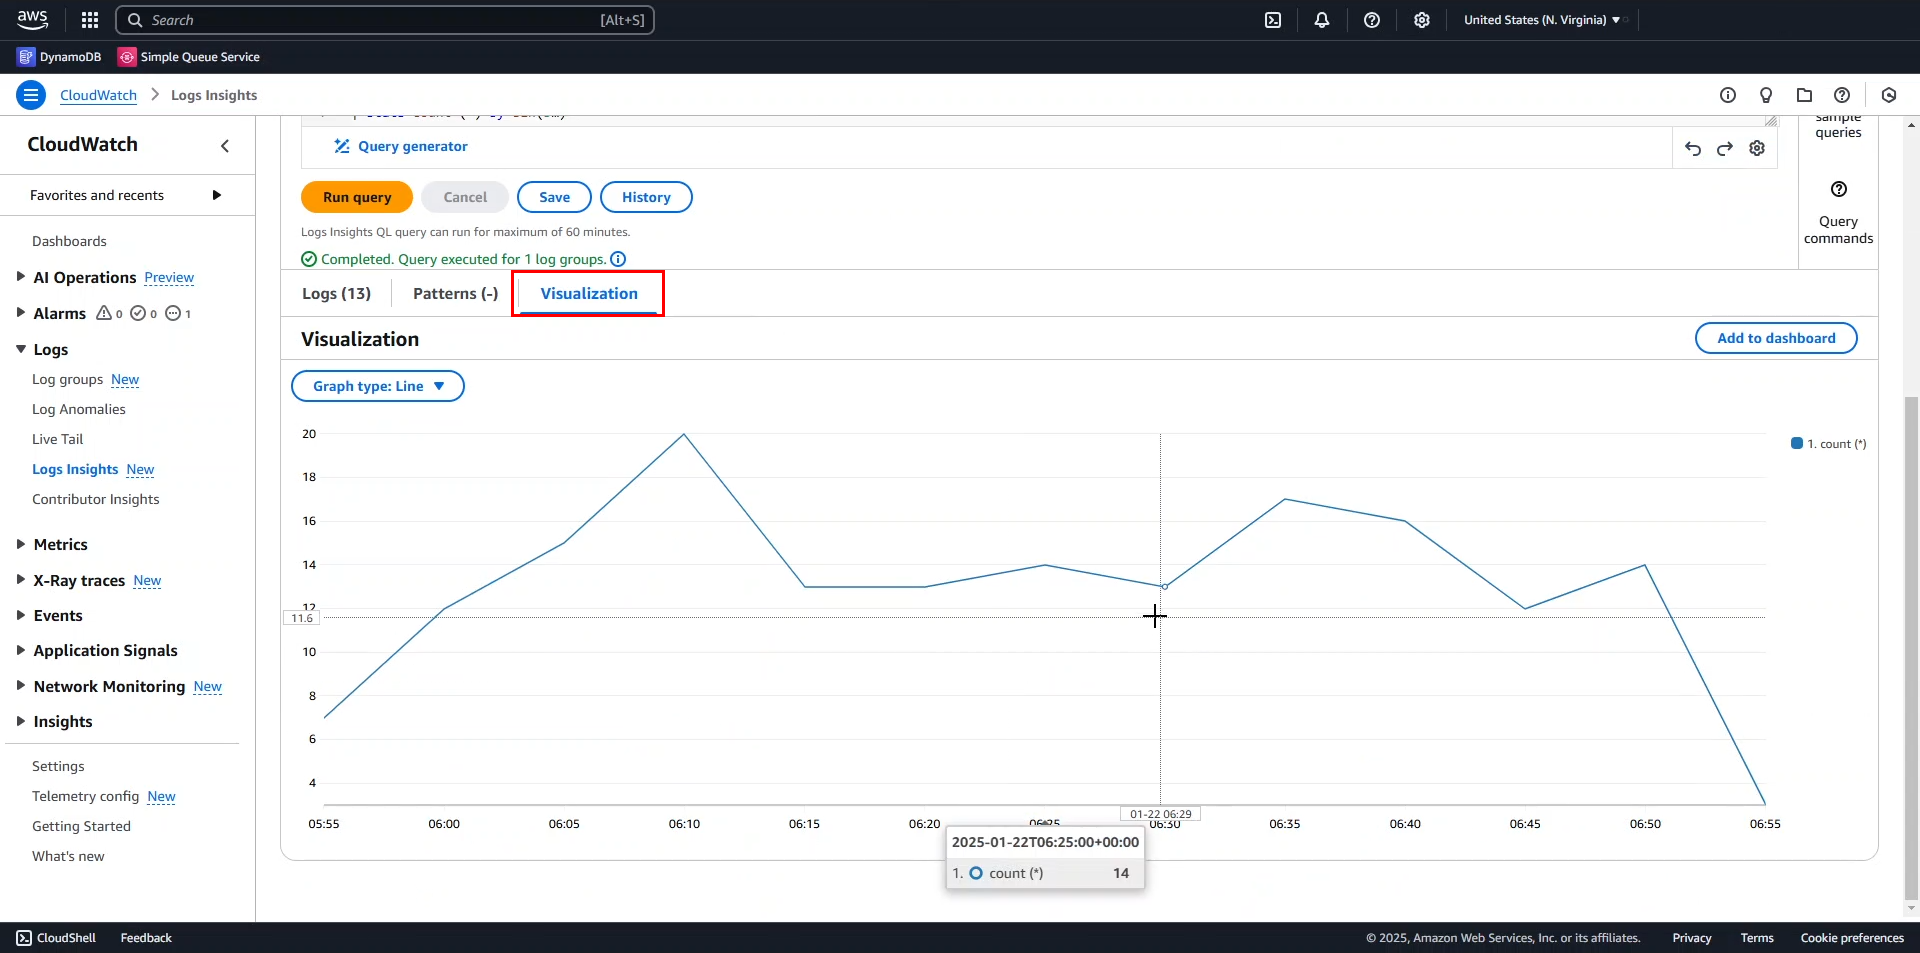 aws
Search
[Alt+S]
United States (N. Virginia)
DynamoDB
Simple Queue Service
CloudWatch
Logs Insights
CloudWatch
Favorites and recents
Dashboards
AI Operations Preview
Alarms 0 0 1
Logs
Log groups New
Log Anomalies
Live Tail
Logs Insights New
Contributor Insights
Metrics
X-Ray traces New
Events
Application Signals
Network Monitoring New
Insights
Settings
Telemetry config New
Getting Started
What's new
Query generator
sample
queries
Query
commands
Run query
Cancel
Save
History
Logs Insights QL query can run for maximum of 60 minutes.
Completed. Query executed for 1 log groups.
Logs (13)
Patterns (-)
Visualization
Visualization
Add to dashboard
Graph type: Line
1. count (*)
20
18
16
14
12
11.6
10
8
6
4
05:55
06:00
06:05
06:10
06:15
06:20
06:25
06:30
06:35
06:40
06:45
06:50
06:55
01-22 06:29
2025-01-22T06:25:00+00:00
1. count (*) 14
CloudShell
Feedback
© 2025, Amazon Web Services, Inc. or its affiliates.
Privacy
Terms
Cookie preferences